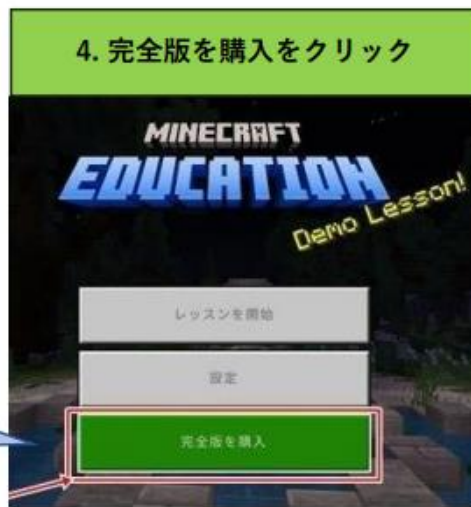 4. 完全版を購入をクリック
MINECRAFT
EDUCATION
Demo Lesson!
レッスンを開始
設定
完全版を購入